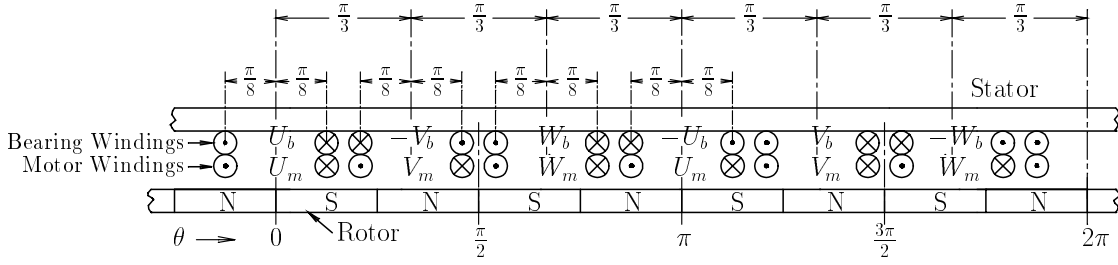 π/3 π/3 π/3 π/3 π/3 π/3
π/8 π/8 π/8 π/8 π/8 π/8 π/8 π/8
Stator
Bearing Windings U_b −V_b W_b −U_b V_b −W_b
Motor Windings U_m V_m W_m U_m V_m W_m
N S N S N S N S N
Rotor
θ 0 π/2 π 3π/2 2π